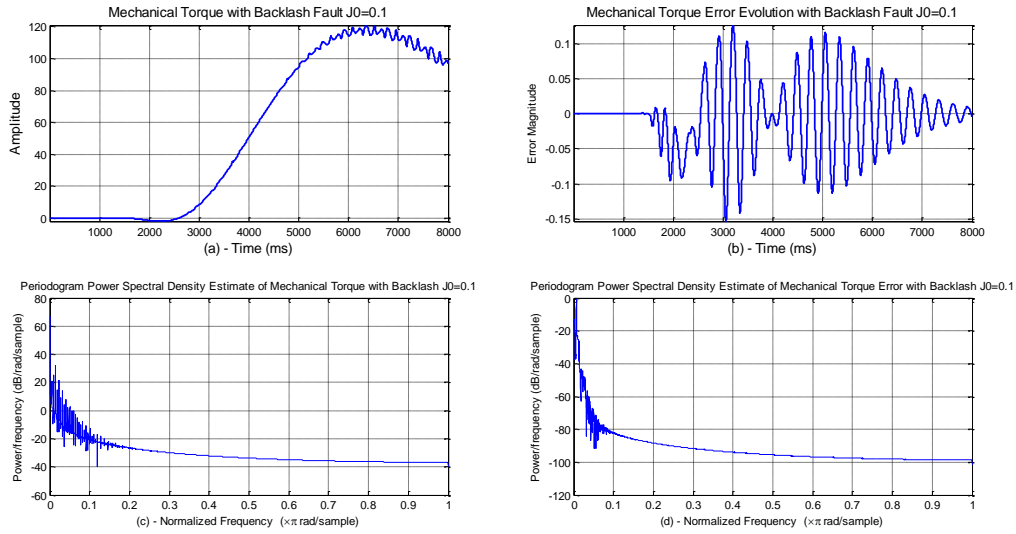 Mechanical Torque with Backlash Fault J0=0.1
120
100
80
60
40
20
0
Amplitude
1000 2000 3000 4000 5000 6000 7000 8000
(a) - Time (ms)
Mechanical Torque Error Evolution with Backlash Fault J0=0.1
0.1
0.05
0
-0.05
-0.1
-0.15
Error Magnitude
1000 2000 3000 4000 5000 6000 7000 8000
(b) - Time (ms)
Periodogram Power Spectral Density Estimate of Mechanical Torque with Backlash J0=0.1
80
60
40
20
0
-20
-40
-60
Power/frequency (dB/rad/sample)
0 0.1 0.2 0.3 0.4 0.5 0.6 0.7 0.8 0.9 1
(c) - Normalized Frequency (×π rad/sample)
Periodogram Power Spectral Density Estimate of Mechanical Torque Error with Backlash J0=0.1
0
-20
-40
-60
-80
-100
-120
Power/frequency (dB/rad/sample)
0 0.1 0.2 0.3 0.4 0.5 0.6 0.7 0.8 0.9 1
(d) - Normalized Frequency (×π rad/sample)